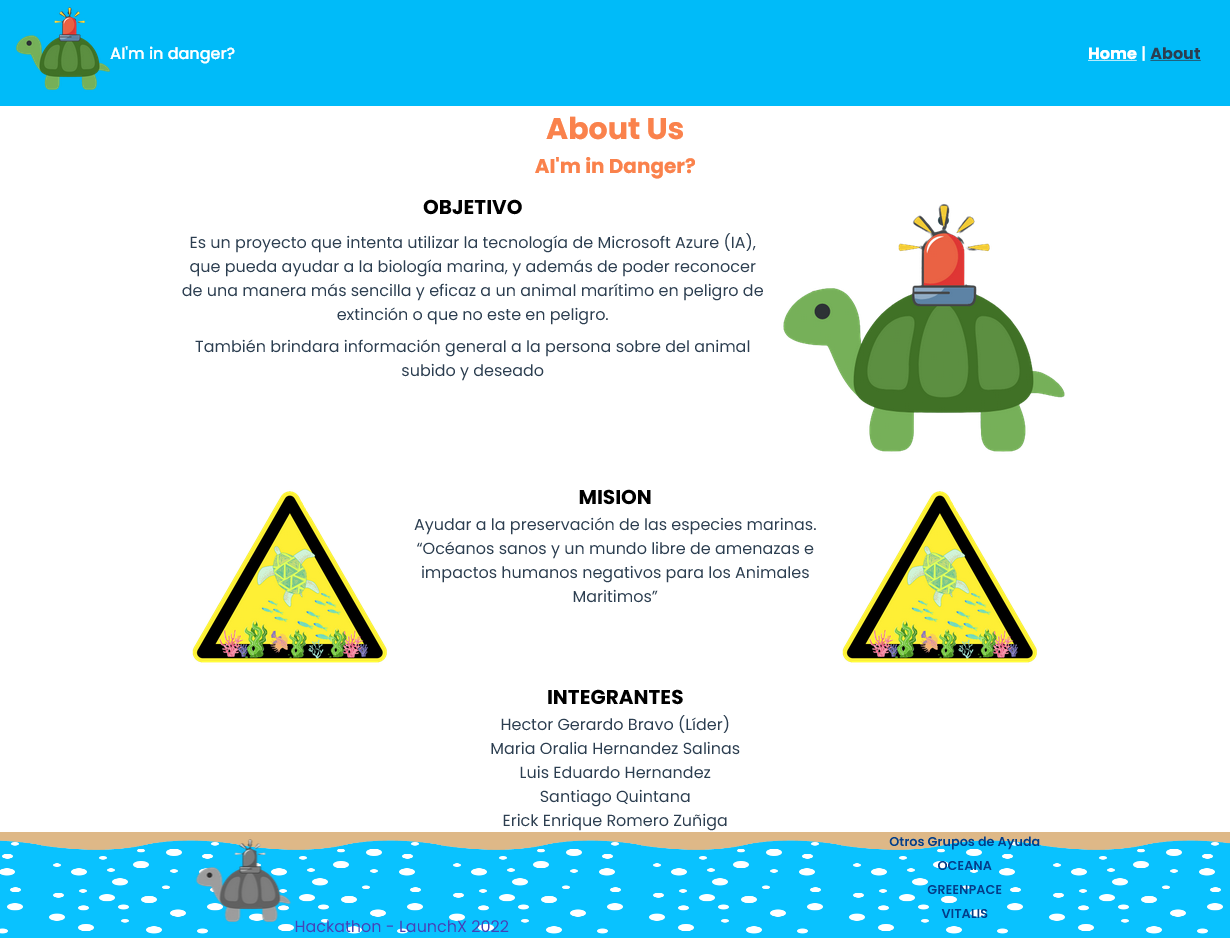 AI'm in danger?
Home | About
About Us
AI'm in Danger?
OBJETIVO
Es un proyecto que intenta utilizar la tecnología de Microsoft Azure (IA),
que pueda ayudar a la biología marina, y además de poder reconocer
de una manera más sencilla y eficaz a un animal marítimo en peligro de
extinción o que no este en peligro.
También brindara información general a la persona sobre del animal
subido y deseado
MISION
Ayudar a la preservación de las especies marinas.
“Océanos sanos y un mundo libre de amenazas e
impactos humanos negativos para los Animales
Maritimos”
INTEGRANTES
Hector Gerardo Bravo (Líder)
Maria Oralia Hernandez Salinas
Luis Eduardo Hernandez
Santiago Quintana
Erick Enrique Romero Zuñiga
Hackathon - LaunchX 2022
Otros Grupos de Ayuda
OCEANA
GREENPACE
VITALIS